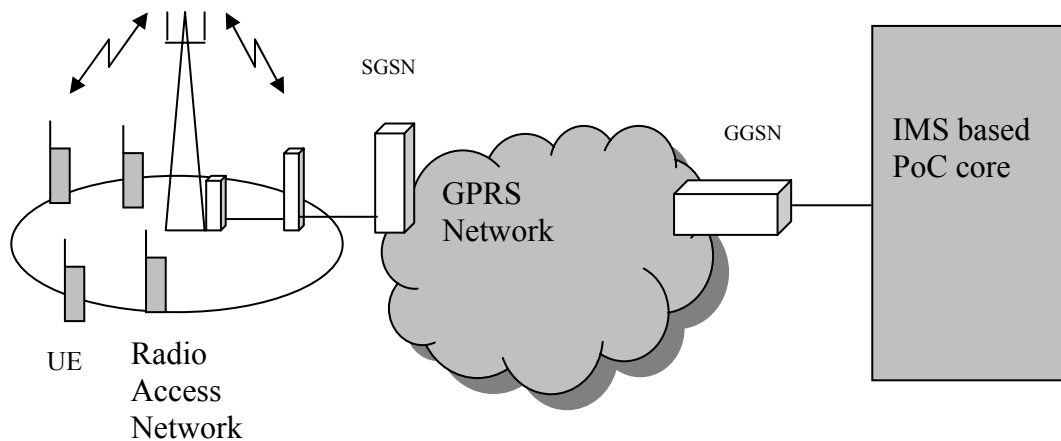 SGSN
GGSN
IMS based
PoC core
GPRS
Network
UE
Radio
Access
Network